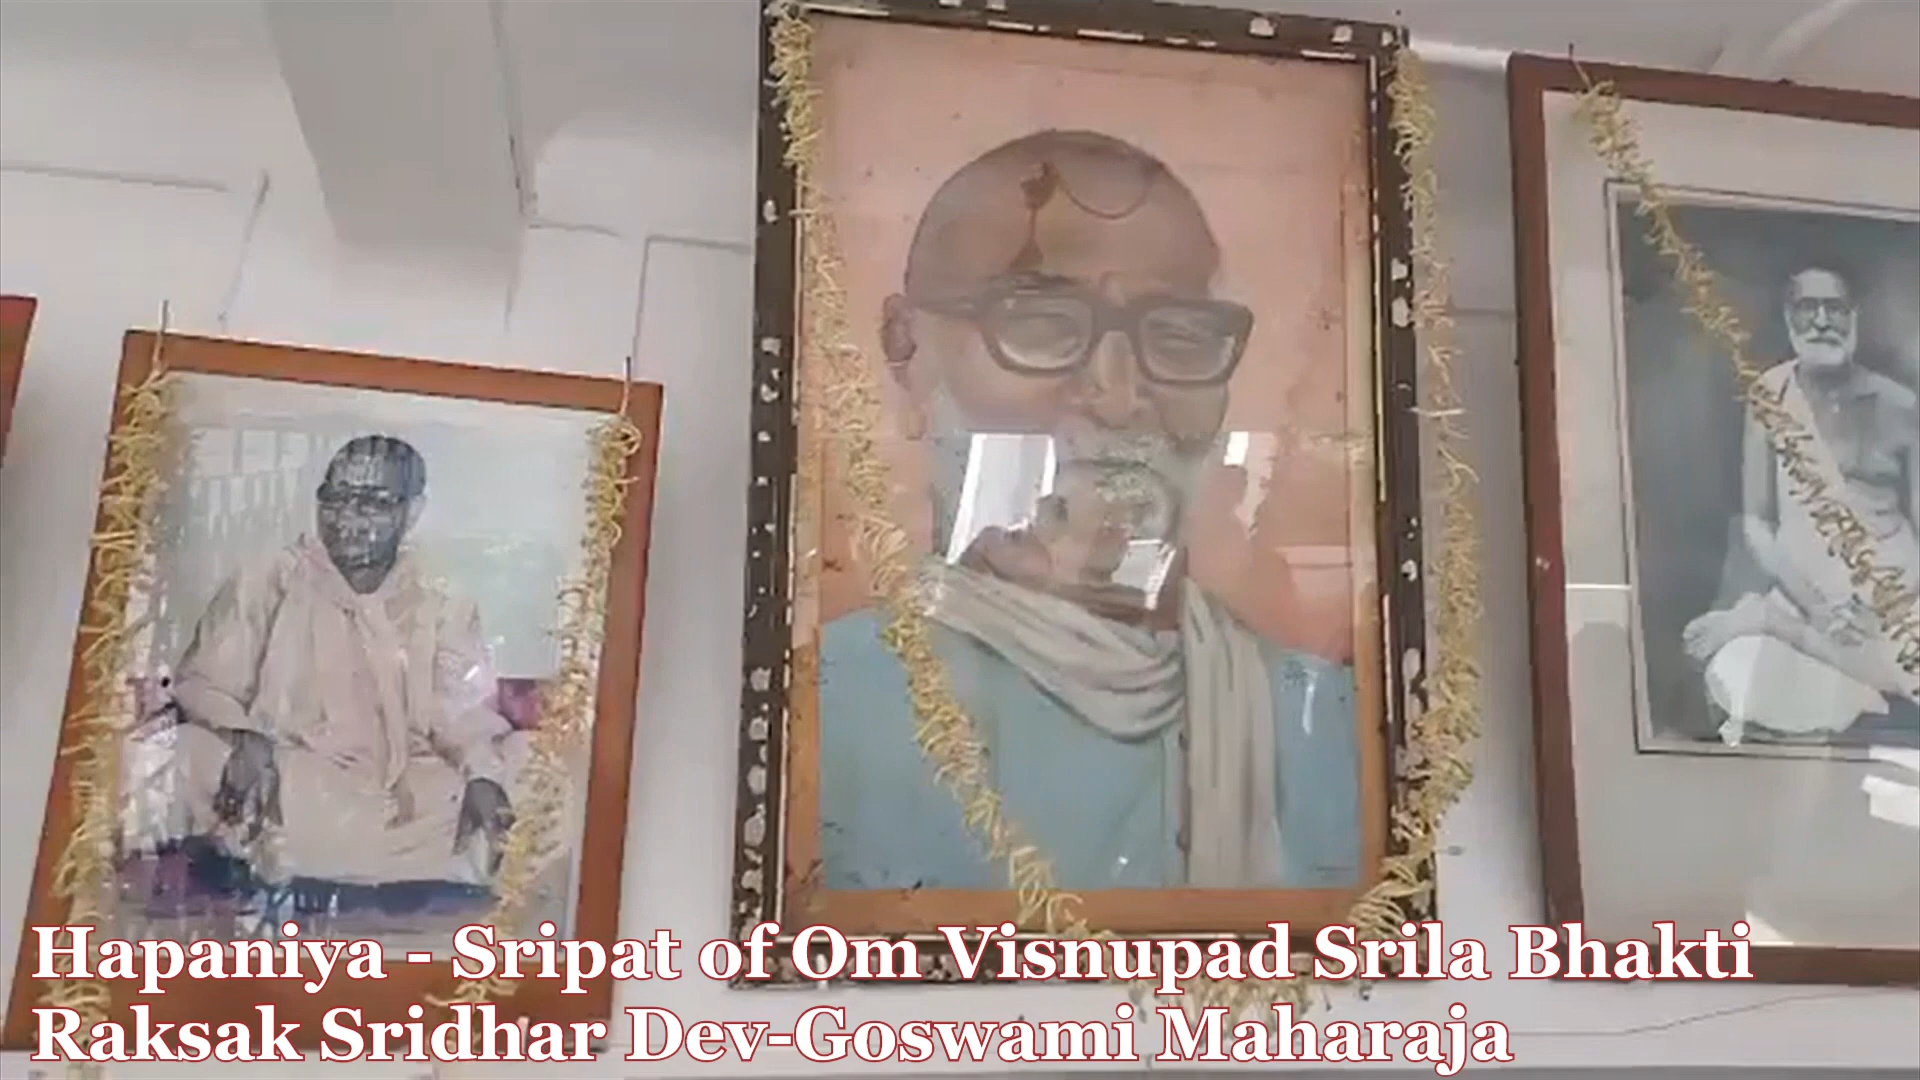 Hapaniya - Sripat of Om Visnupad Srila Bhakti
Raksak Sridhar Dev-Goswami Maharaja